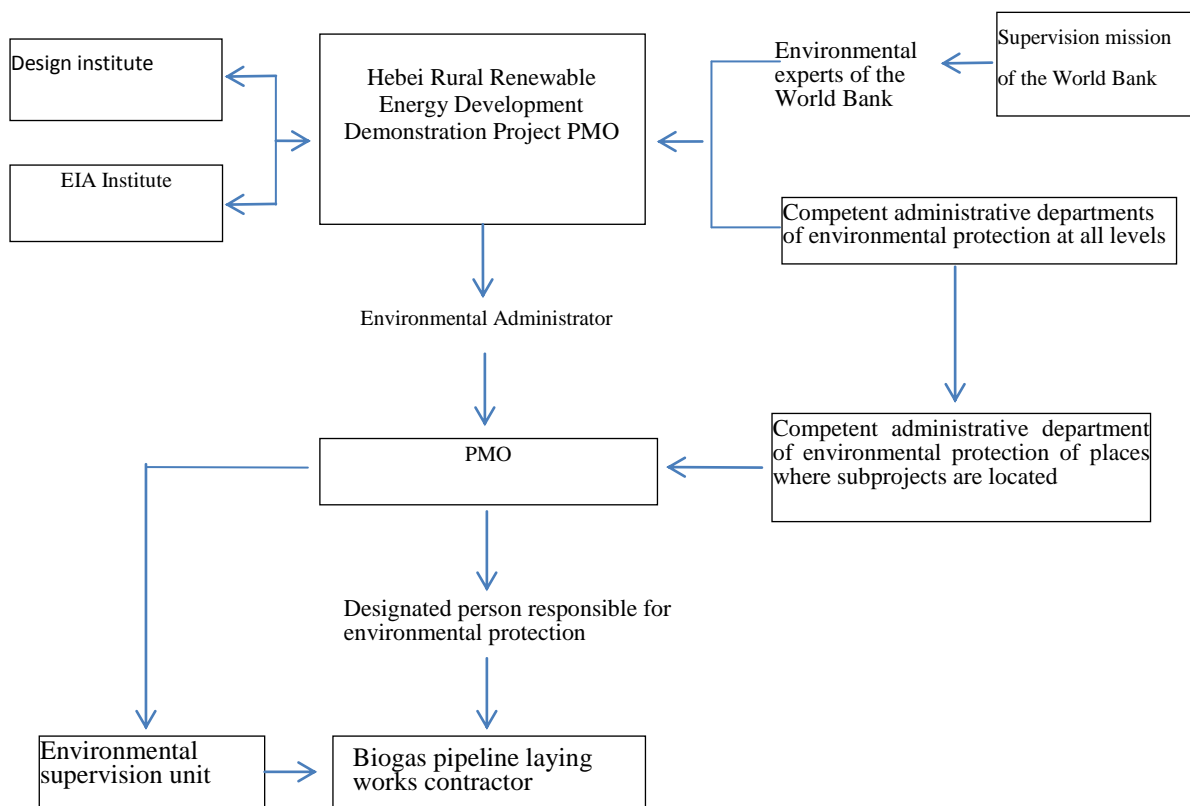 Design institute
Hebei Rural Renewable
Energy Development
Demonstration Project PMO
Environmental
experts of the
World Bank
Supervision mission
of the World Bank
EIA Institute
Competent administrative departments
of environmental protection at all levels
Environmental Administrator
PMO
Competent administrative department
of environmental protection of places
where subprojects are located
Designated person responsible for
environmental protection
Environmental
supervision unit
Biogas pipeline laying
works contractor